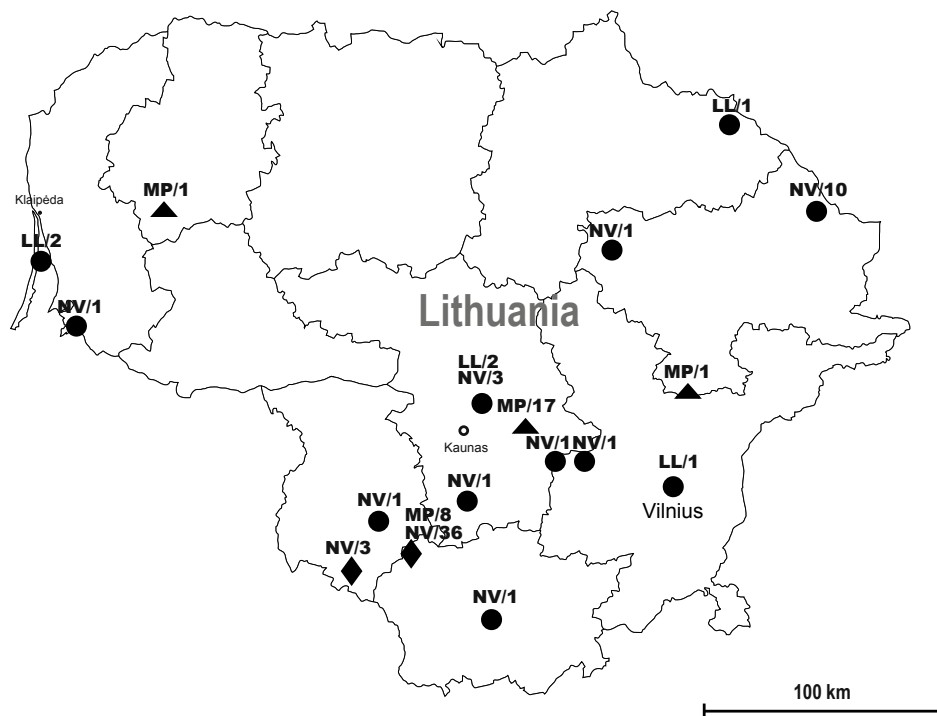 LL/1
MP/1
NV/10
Klaipėda
LL/2
NV/1
NV/1
Lithuania
LL/2
NV/3
MP/1
MP/17
Kaunas
NV/1
NV/1
LL/1
Vilnius
NV/1
NV/1
MP/8
NV/36
NV/3
NV/1
100 km